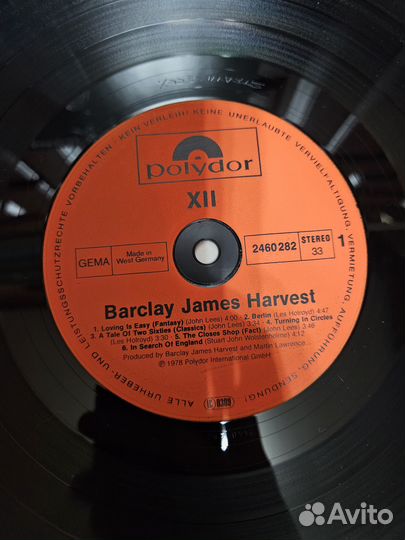 polydor
XII
GEMA
Made in
West Germany
2460 282
STEREO
33
1
Barclay James Harvest
1. Loving Is Easy (Fantasy) (John Lees) 4:00 · 2. Berlin (Les Holroyd) 4:47
3. A Tale Of Two Sixties (Classics) (John Lees) 3:34 · 4. Turning In Circles
(Les Holroyd) 3:30 · 5. The Closed Shop (Fact) (John Lees) 3:46
6. In Search Of England (Stuart John Wolstenholme) 4:12
Produced by Barclay James Harvest and Martin Lawrence
Ⓟ 1978 Polydor International GmbH
ALLE URHEBER- UND LEISTUNGSSCHUTZRECHTE VORBEHALTEN · KEIN VERLEIH! KEINE UNERLAUBTE VERVIELFÄLTIGUNG, VERMIETUNG, AUFFÜHRUNG, SENDUNG!
LC 0309
Avito